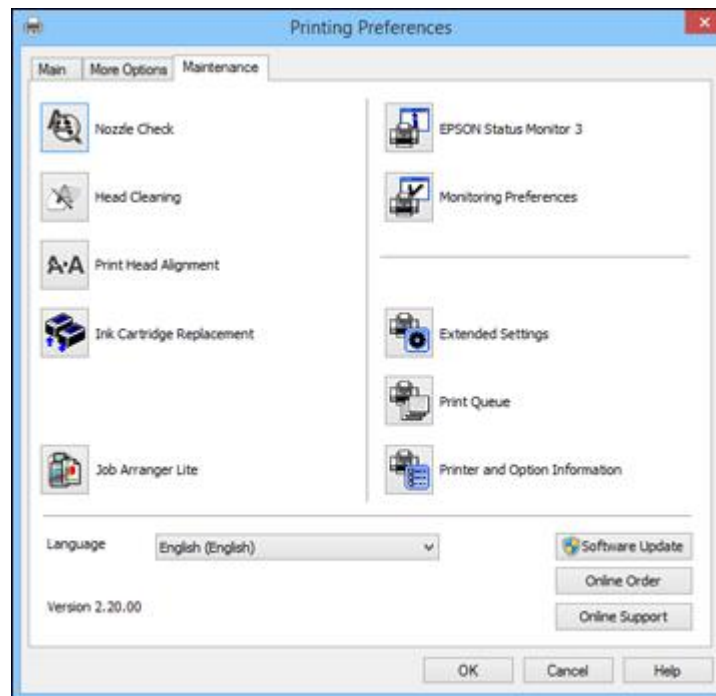 Printing Preferences
Main
More Options
Maintenance
Nozzle Check
EPSON Status Monitor 3
Head Cleaning
Monitoring Preferences
A·A Print Head Alignment
Ink Cartridge Replacement
Extended Settings
Print Queue
Job Arranger Lite
Printer and Option Information
Language
English (English)
Software Update
Online Order
Version 2.20.00
Online Support
OK
Cancel
Help